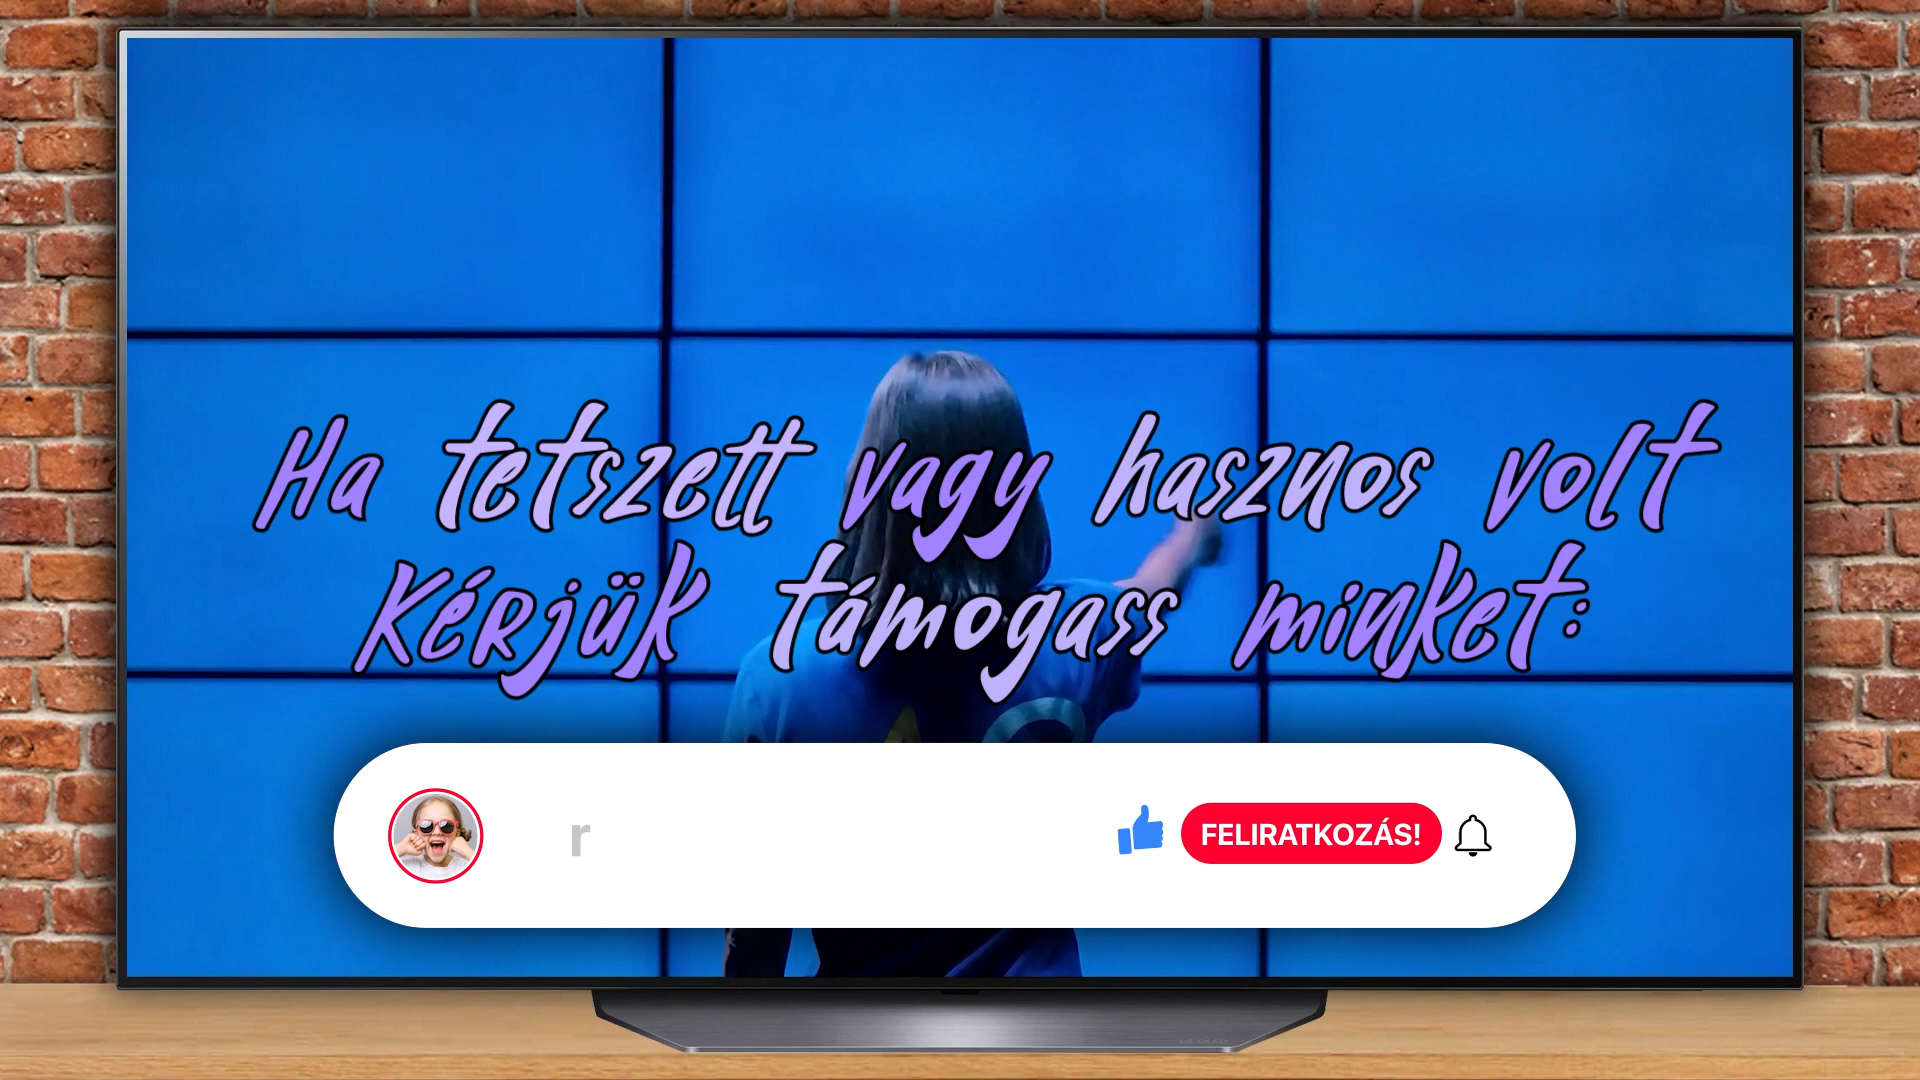 Ha tetszett vagy hasznos volt
Kérjük támogass minket:
r
FELIRATKOZÁS!